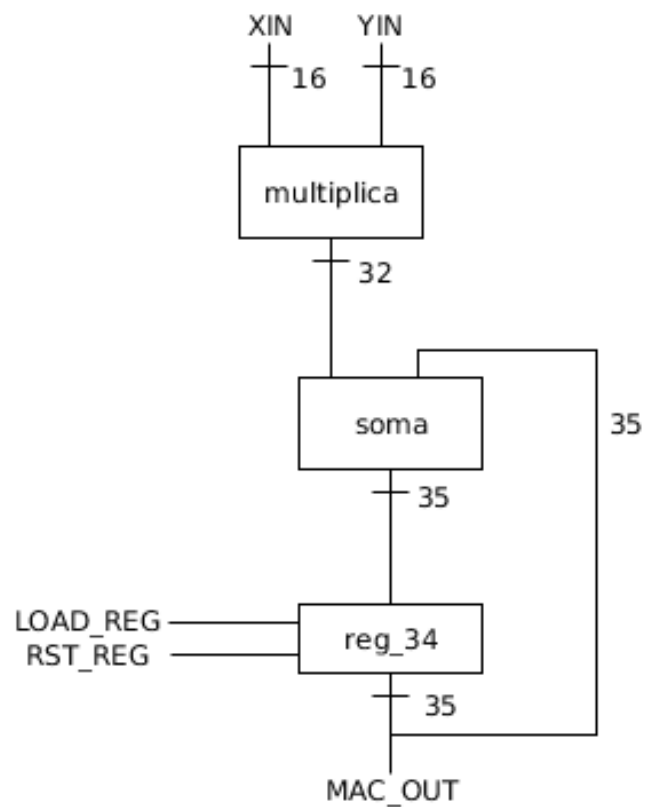 XIN YIN
16 16
multiplica
32
soma
35
35
LOAD_REG
RST_REG
reg_34
35
MAC_OUT